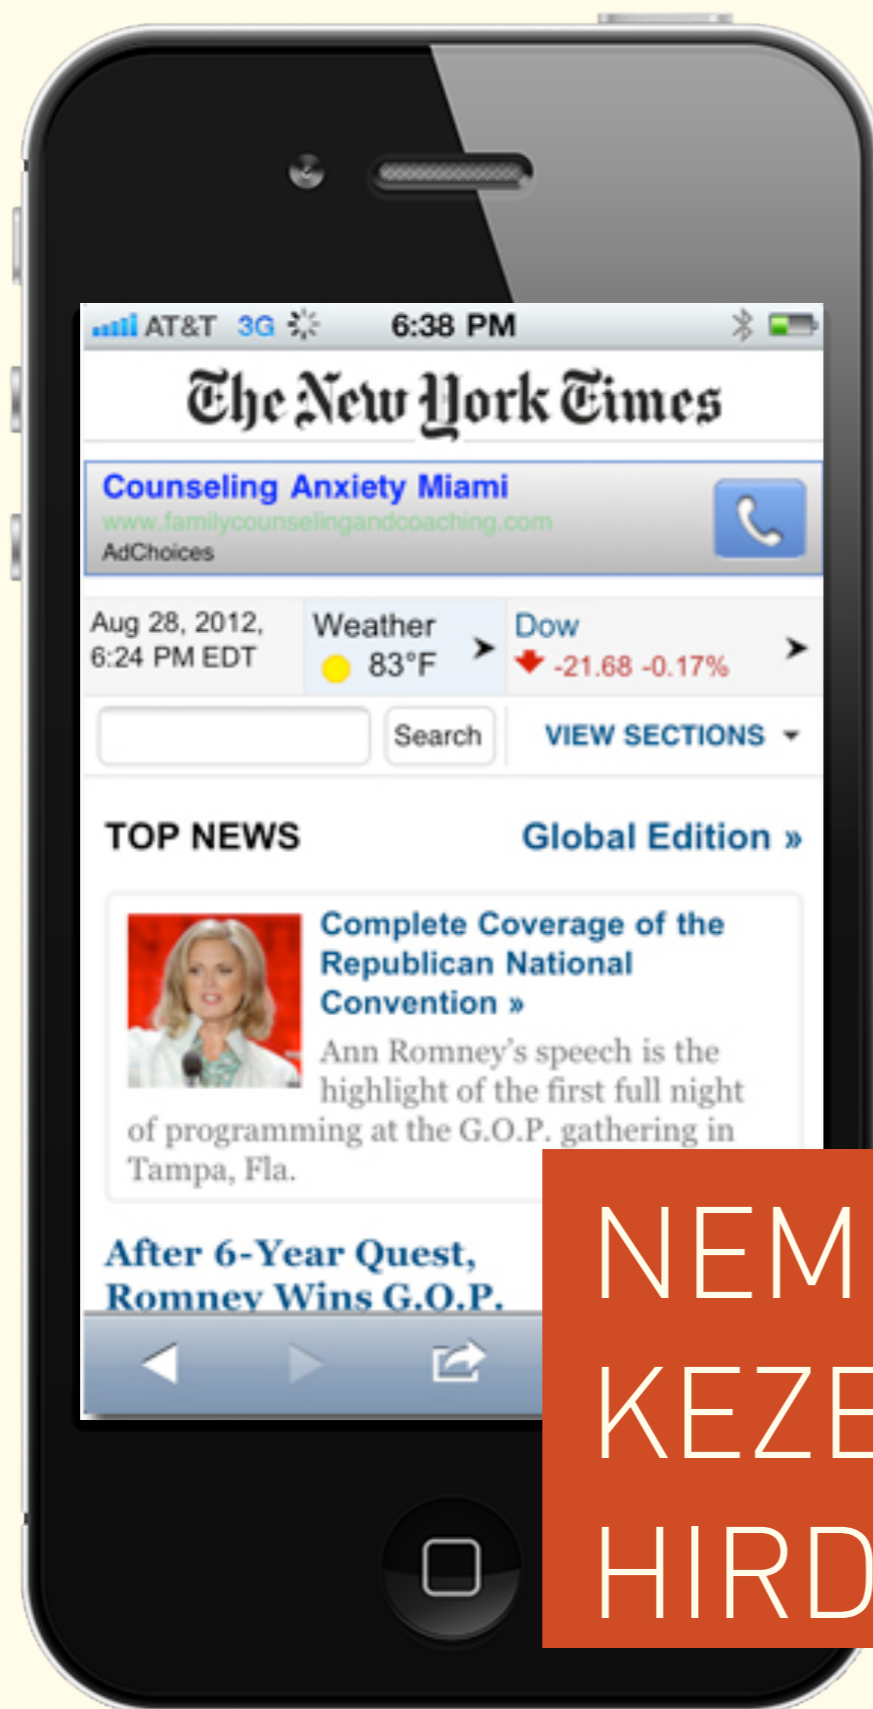 AT&T 3G 6:38 PM
The New York Times
Counseling Anxiety Miami
www.familycounselingandcoaching.com
AdChoices
Aug 28, 2012,
6:24 PM EDT
Weather
83°F
Dow
-21.68 -0.17%
Search
VIEW SECTIONS
TOP NEWS
Global Edition »
Complete Coverage of the
Republican National
Convention »
Ann Romney's speech is the
highlight of the first full night
of programming at the G.O.P. gathering in
Tampa, Fla.
After 6-Year Quest,
Romney Wins G.O.P.
NEM